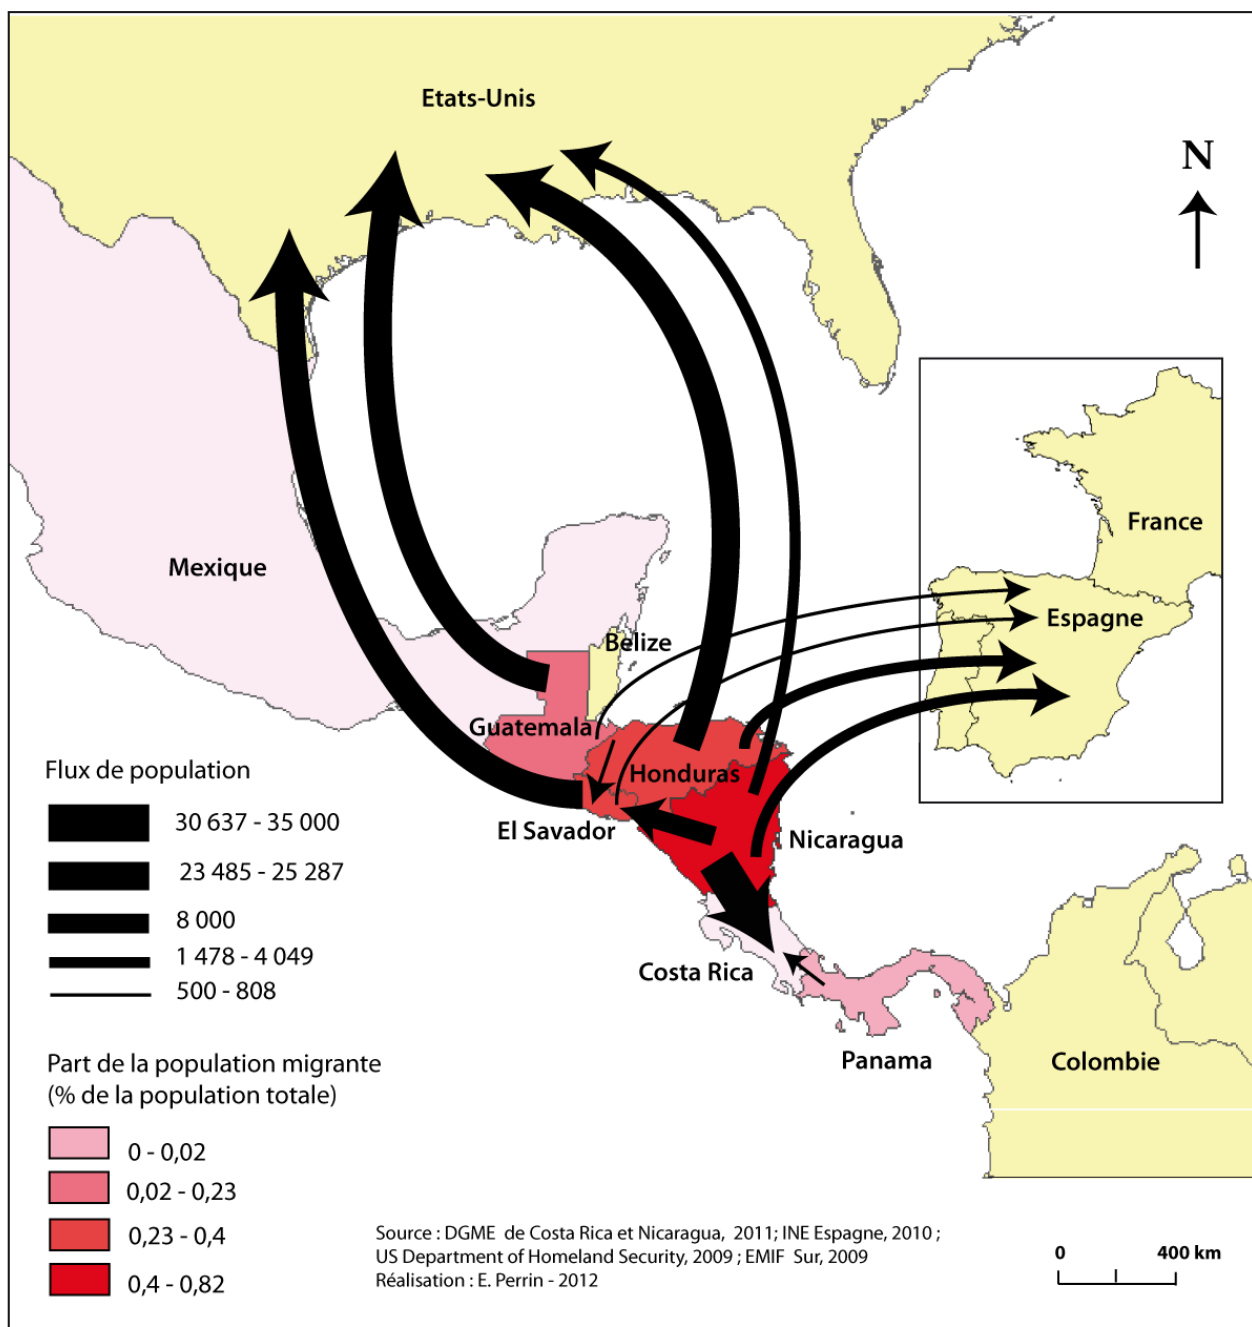 Etats-Unis
N
Mexique
Belize
France
Espagne
Guatemala
Honduras
El Savador
Nicaragua
Costa Rica
Panama
Colombie
Flux de population
30 637 - 35 000
23 485 - 25 287
8 000
1 478 - 4 049
500 - 808
Part de la population migrante
(% de la population totale)
0 - 0,02
0,02 - 0,23
0,23 - 0,4
0,4 - 0,82
Source : DGME de Costa Rica et Nicaragua, 2011; INE Espagne, 2010 ;
US Department of Homeland Security, 2009 ; EMIF Sur, 2009
Réalisation : E. Perrin - 2012
0 400 km